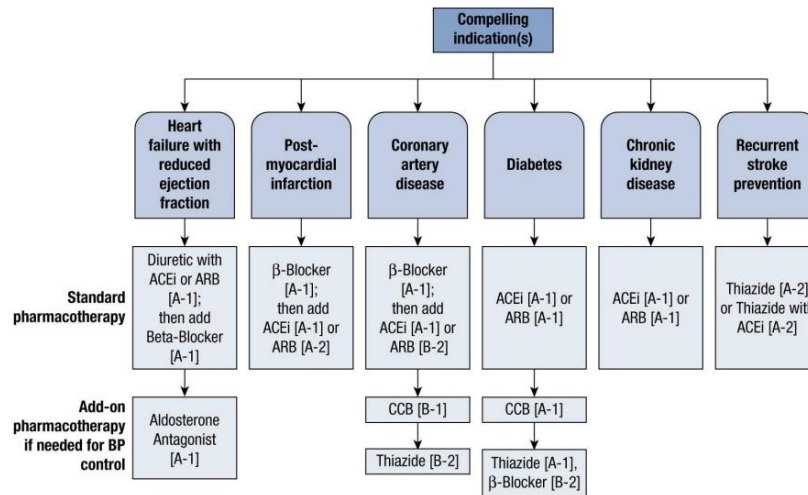 Compelling
indication(s)
Heart
failure with
reduced
ejection
fraction
Post-
myocardial
infarction
Coronary
artery
disease
Diabetes
Chronic
kidney
disease
Recurrent
stroke
prevention
Standard
pharmacotherapy
Diuretic with
ACEi or ARB
[A-1];
then add
Beta-Blocker
[A-1]
β-Blocker
[A-1];
then add
ACEi [A-1] or
ARB [A-2]
β-Blocker
[A-1];
then add
ACEi [A-1] or
ARB [B-2]
ACEi [A-1] or
ARB [A-1]
ACEi [A-1] or
ARB [A-1]
Thiazide [A-2]
or Thiazide with
ACEi [A-2]
Add-on
pharmacotherapy
if needed for BP
control
Aldosterone
Antagonist
[A-1]
CCB [B-1]
Thiazide [B-2]
CCB [A-1]
Thiazide [A-1],
β-Blocker [B-2]